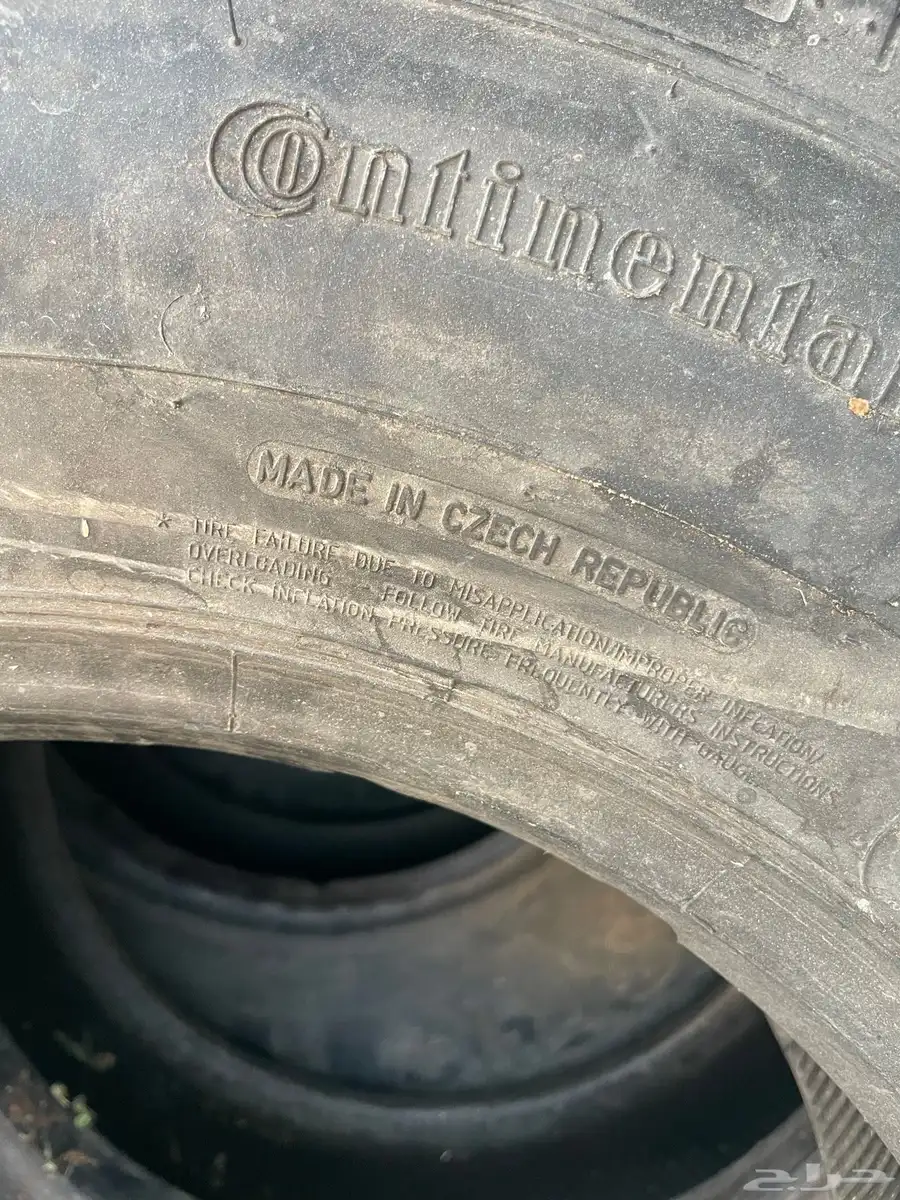 Continental
MADE IN CZECH REPUBLIC
* TIRE FAILURE DUE TO MISAPPLICATION/IMPROPER INFLATION/
OVERLOADING FOLLOW TIRE MANUFACTURERS INSTRUCTIONS
CHECK INFLATION PRESSURE FREQUENTLY WITH GAUGE
حراج